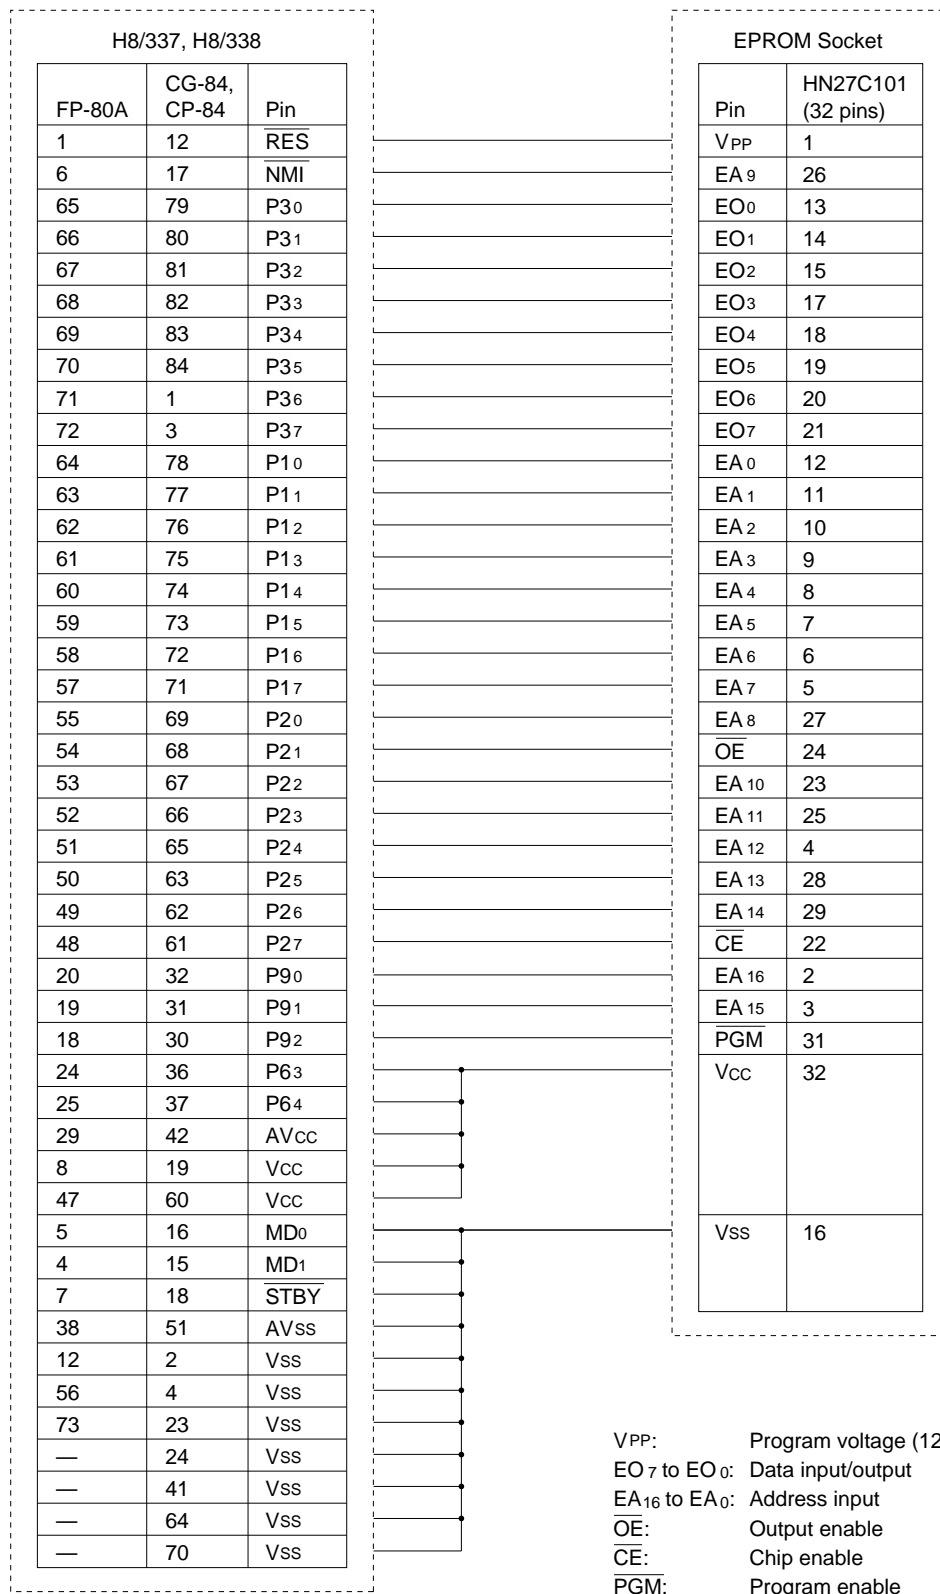 H8/337, H8/338
FP-80A CG-84, CP-84 Pin
1 12 R̅E̅S̅
6 17 N̅M̅I̅
65 79 P30
66 80 P31
67 81 P32
68 82 P33
69 83 P34
70 84 P35
71 1 P36
72 3 P37
64 78 P10
63 77 P11
62 76 P12
61 75 P13
60 74 P14
59 73 P15
58 72 P16
57 71 P17
55 69 P20
54 68 P21
53 67 P22
52 66 P23
51 65 P24
50 63 P25
49 62 P26
48 61 P27
20 32 P90
19 31 P91
18 30 P92
24 36 P63
25 37 P64
29 42 AVCC
8 19 VCC
47 60 VCC
5 16 MD0
4 15 MD1
7 18 S̅T̅B̅Y̅
38 51 AVSS
12 2 VSS
56 4 VSS
73 23 VSS
— 24 VSS
— 41 VSS
— 64 VSS
— 70 VSS
EPROM Socket
Pin HN27C101 (32 pins)
VPP 1
EA9 26
EO0 13
EO1 14
EO2 15
EO3 17
EO4 18
EO5 19
EO6 20
EO7 21
EA0 12
EA1 11
EA2 10
EA3 9
EA4 8
EA5 7
EA6 6
EA7 5
EA8 27
O̅E̅ 24
EA10 23
EA11 25
EA12 4
EA13 28
EA14 29
C̅E̅ 22
EA16 2
EA15 3
P̅G̅M̅ 31
VCC 32
VSS 16
VPP: Program voltage (12
EO7 to EO0: Data input/output
EA16 to EA0: Address input
O̅E̅: Output enable
C̅E̅: Chip enable
P̅G̅M̅: Program enable